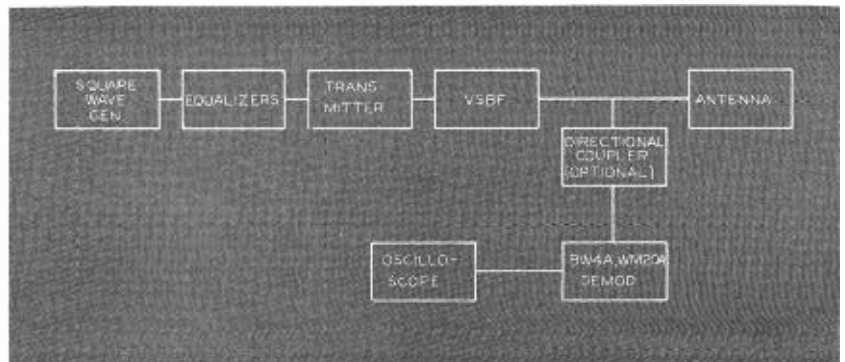 SQUARE
WAVE
GEN
EQUALIZERS
TRANS-
MITTER
VSBF
ANTENNA
DIRECTIONAL
COUPLER
(OPTIONAL)
OSCILLO-
SCOPE
BW4A, WM20A
DEMOD